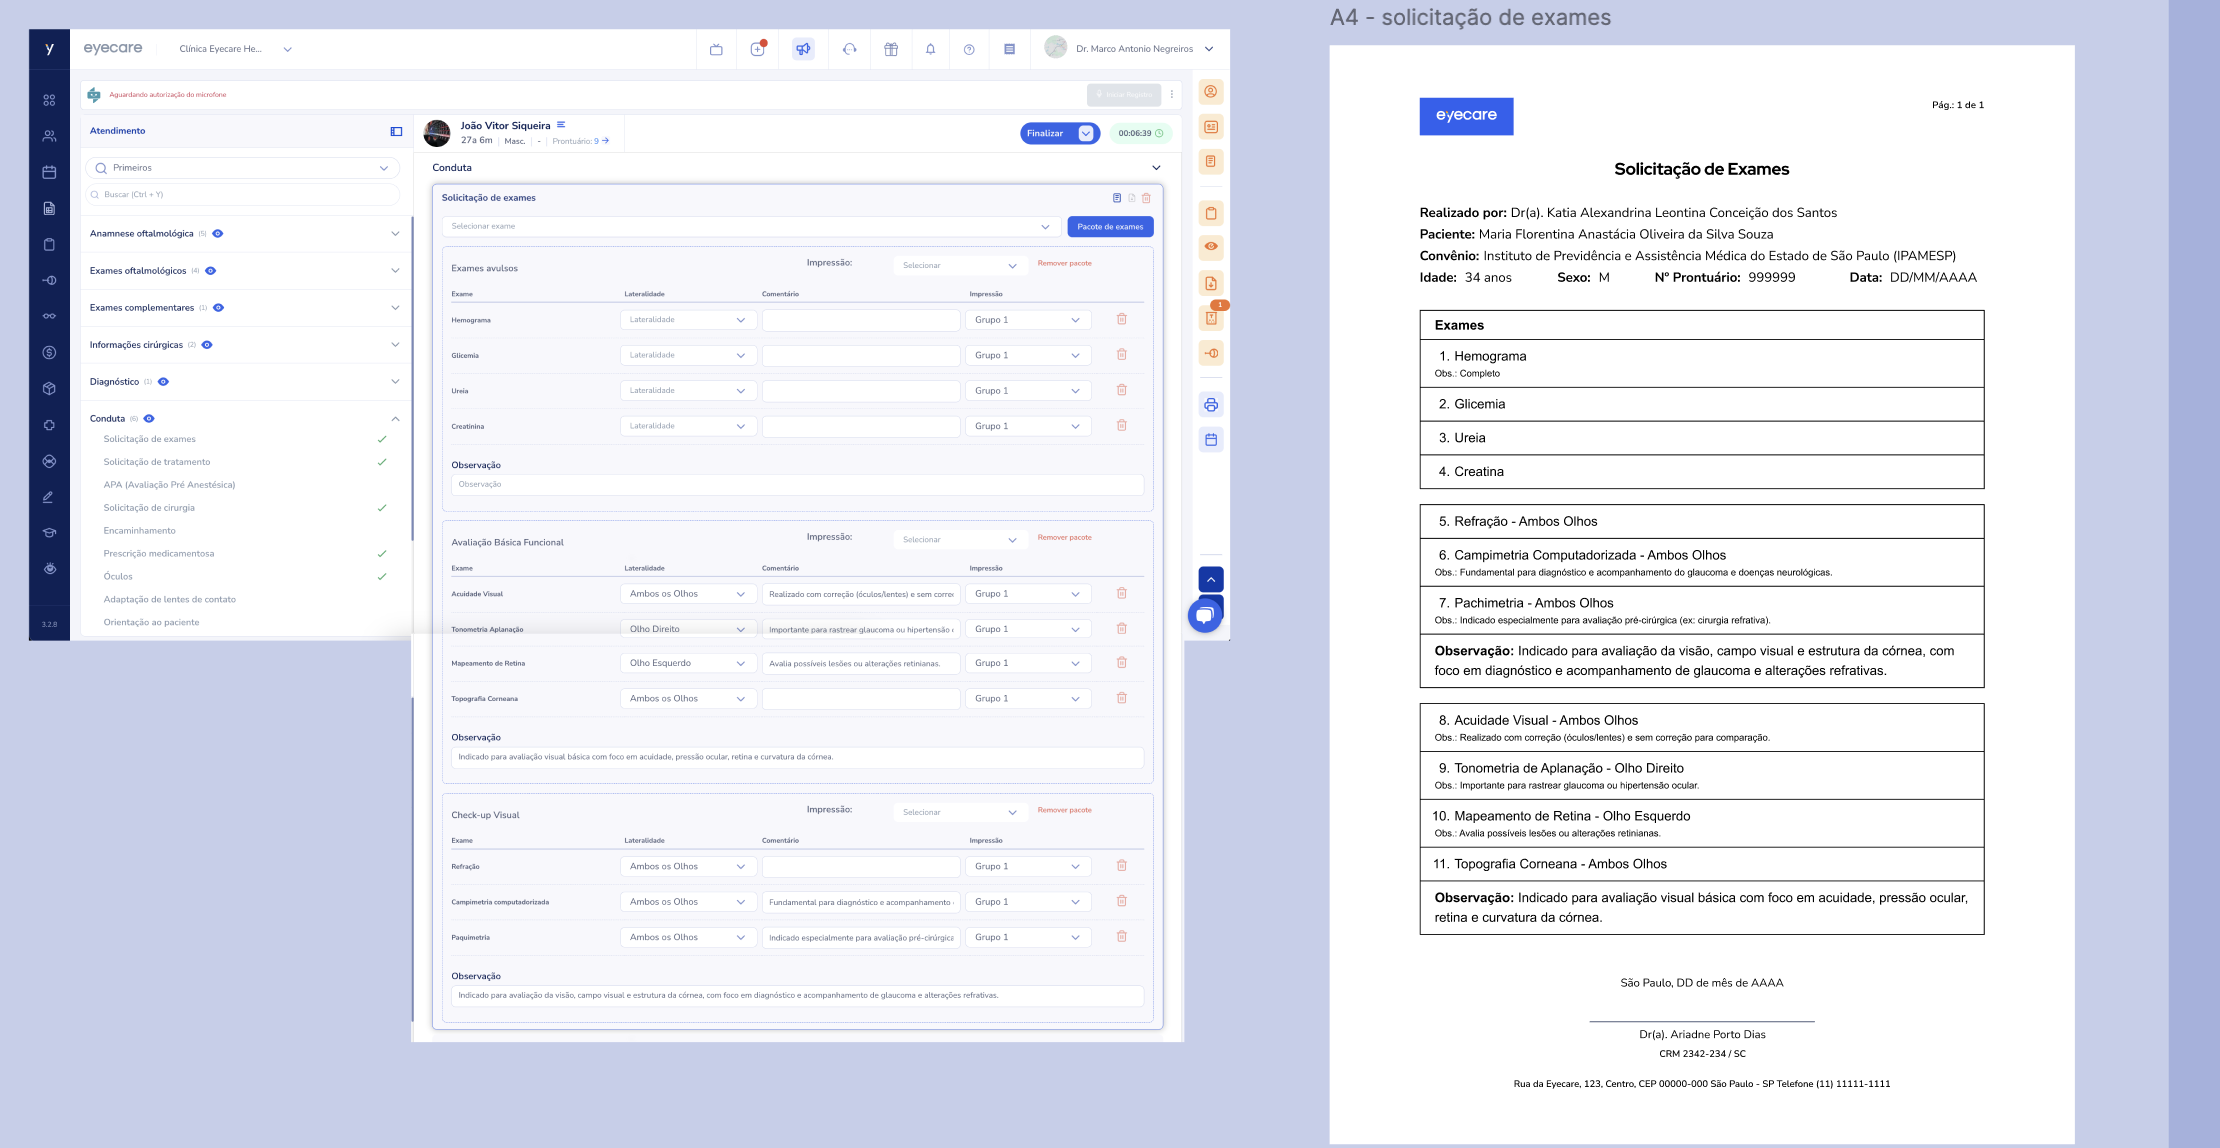 A4 - solicitação de exames
y
eyecare
Clínica Eyecare He...
Dr. Marco Antonio Negreiros
Aguardando autorização do microfone
Iniciar Registro
Atendimento
Primeiros
Buscar (Ctrl + Y)
Anamnese oftalmológica (5)
Exames oftalmológicos (4)
Exames complementares (1)
Informações cirúrgicas (2)
Diagnóstico (1)
Conduta (6)
Solicitação de exames
Solicitação de tratamento
APA (Avaliação Pré Anestésica)
Solicitação de cirurgia
Encaminhamento
Prescrição medicamentosa
Óculos
Adaptação de lentes de contato
Orientação ao paciente
3.2.8
João Vitor Siqueira
27a 6m | Masc. | - | Prontuário: 9
Finalizar
00:06:39
1
Conduta
Solicitação de exames
Selecionar exame
Pacote de exames
Exames avulsos
Impressão:
Selecionar
Remover pacote
Exame Lateralidade Comentário Impressão
Hemograma Lateralidade Grupo 1
Glicemia Lateralidade Grupo 1
Ureia Lateralidade Grupo 1
Creatinina Lateralidade Grupo 1
Observação
Observação
Avaliação Básica Funcional
Impressão:
Selecionar
Remover pacote
Exame Lateralidade Comentário Impressão
Acuidade Visual Ambos os Olhos Realizado com correção (óculos/lentes) e sem corre Grupo 1
Tonometria Aplanação Olho Direito Importante para rastrear glaucoma ou hipertensão Grupo 1
Mapeamento de Retina Olho Esquerdo Avalia possíveis lesões ou alterações retinianas. Grupo 1
Topografia Corneana Ambos os Olhos Grupo 1
Observação
Indicado para avaliação visual básica com foco em acuidade, pressão ocular, retina e curvatura da córnea.
Check-up Visual
Impressão:
Selecionar
Remover pacote
Exame Lateralidade Comentário Impressão
Refração Ambos os Olhos Grupo 1
Campimetria computadorizada Ambos os Olhos Fundamental para diagnóstico e acompanhamento Grupo 1
Paquimetria Ambos os Olhos Indicado especialmente para avaliação pré-cirúrgica Grupo 1
Observação
Indicado para avaliação da visão, campo visual e estrutura da córnea, com foco em diagnóstico e acompanhamento de glaucoma e alterações refrativas.
eyecare
Pág.: 1 de 1
Solicitação de Exames
Realizado por: Dr(a). Katia Alexandrina Leontina Conceição dos Santos
Paciente: Maria Florentina Anastácia Oliveira da Silva Souza
Convênio: Instituto de Previdência e Assistência Médica do Estado de São Paulo (IPAMESP)
Idade: 34 anos Sexo: M Nº Prontuário: 999999 Data: DD/MM/AAAA
Exames
1. Hemograma
Obs.: Completo
2. Glicemia
3. Ureia
4. Creatina
5. Refração - Ambos Olhos
6. Campimetria Computadorizada - Ambos Olhos
Obs.: Fundamental para diagnóstico e acompanhamento do glaucoma e doenças neurológicas.
7. Pachimetria - Ambos Olhos
Obs.: Indicado especialmente para avaliação pré-cirúrgica (ex: cirurgia refrativa).
Observação: Indicado para avaliação da visão, campo visual e estrutura da córnea, com
foco em diagnóstico e acompanhamento de glaucoma e alterações refrativas.
8. Acuidade Visual - Ambos Olhos
Obs.: Realizado com correção (óculos/lentes) e sem correção para comparação.
9. Tonometria de Aplanação - Olho Direito
Obs.: Importante para rastrear glaucoma ou hipertensão ocular.
10. Mapeamento de Retina - Olho Esquerdo
Obs.: Avalia possíveis lesões ou alterações retinianas.
11. Topografia Corneana - Ambos Olhos
Observação: Indicado para avaliação visual básica com foco em acuidade, pressão ocular,
retina e curvatura da córnea.
São Paulo, DD de mês de AAAA
Dr(a). Ariadne Porto Dias
CRM 2342-234 / SC
Rua da Eyecare, 123, Centro, CEP 00000-000 São Paulo - SP Telefone (11) 11111-1111